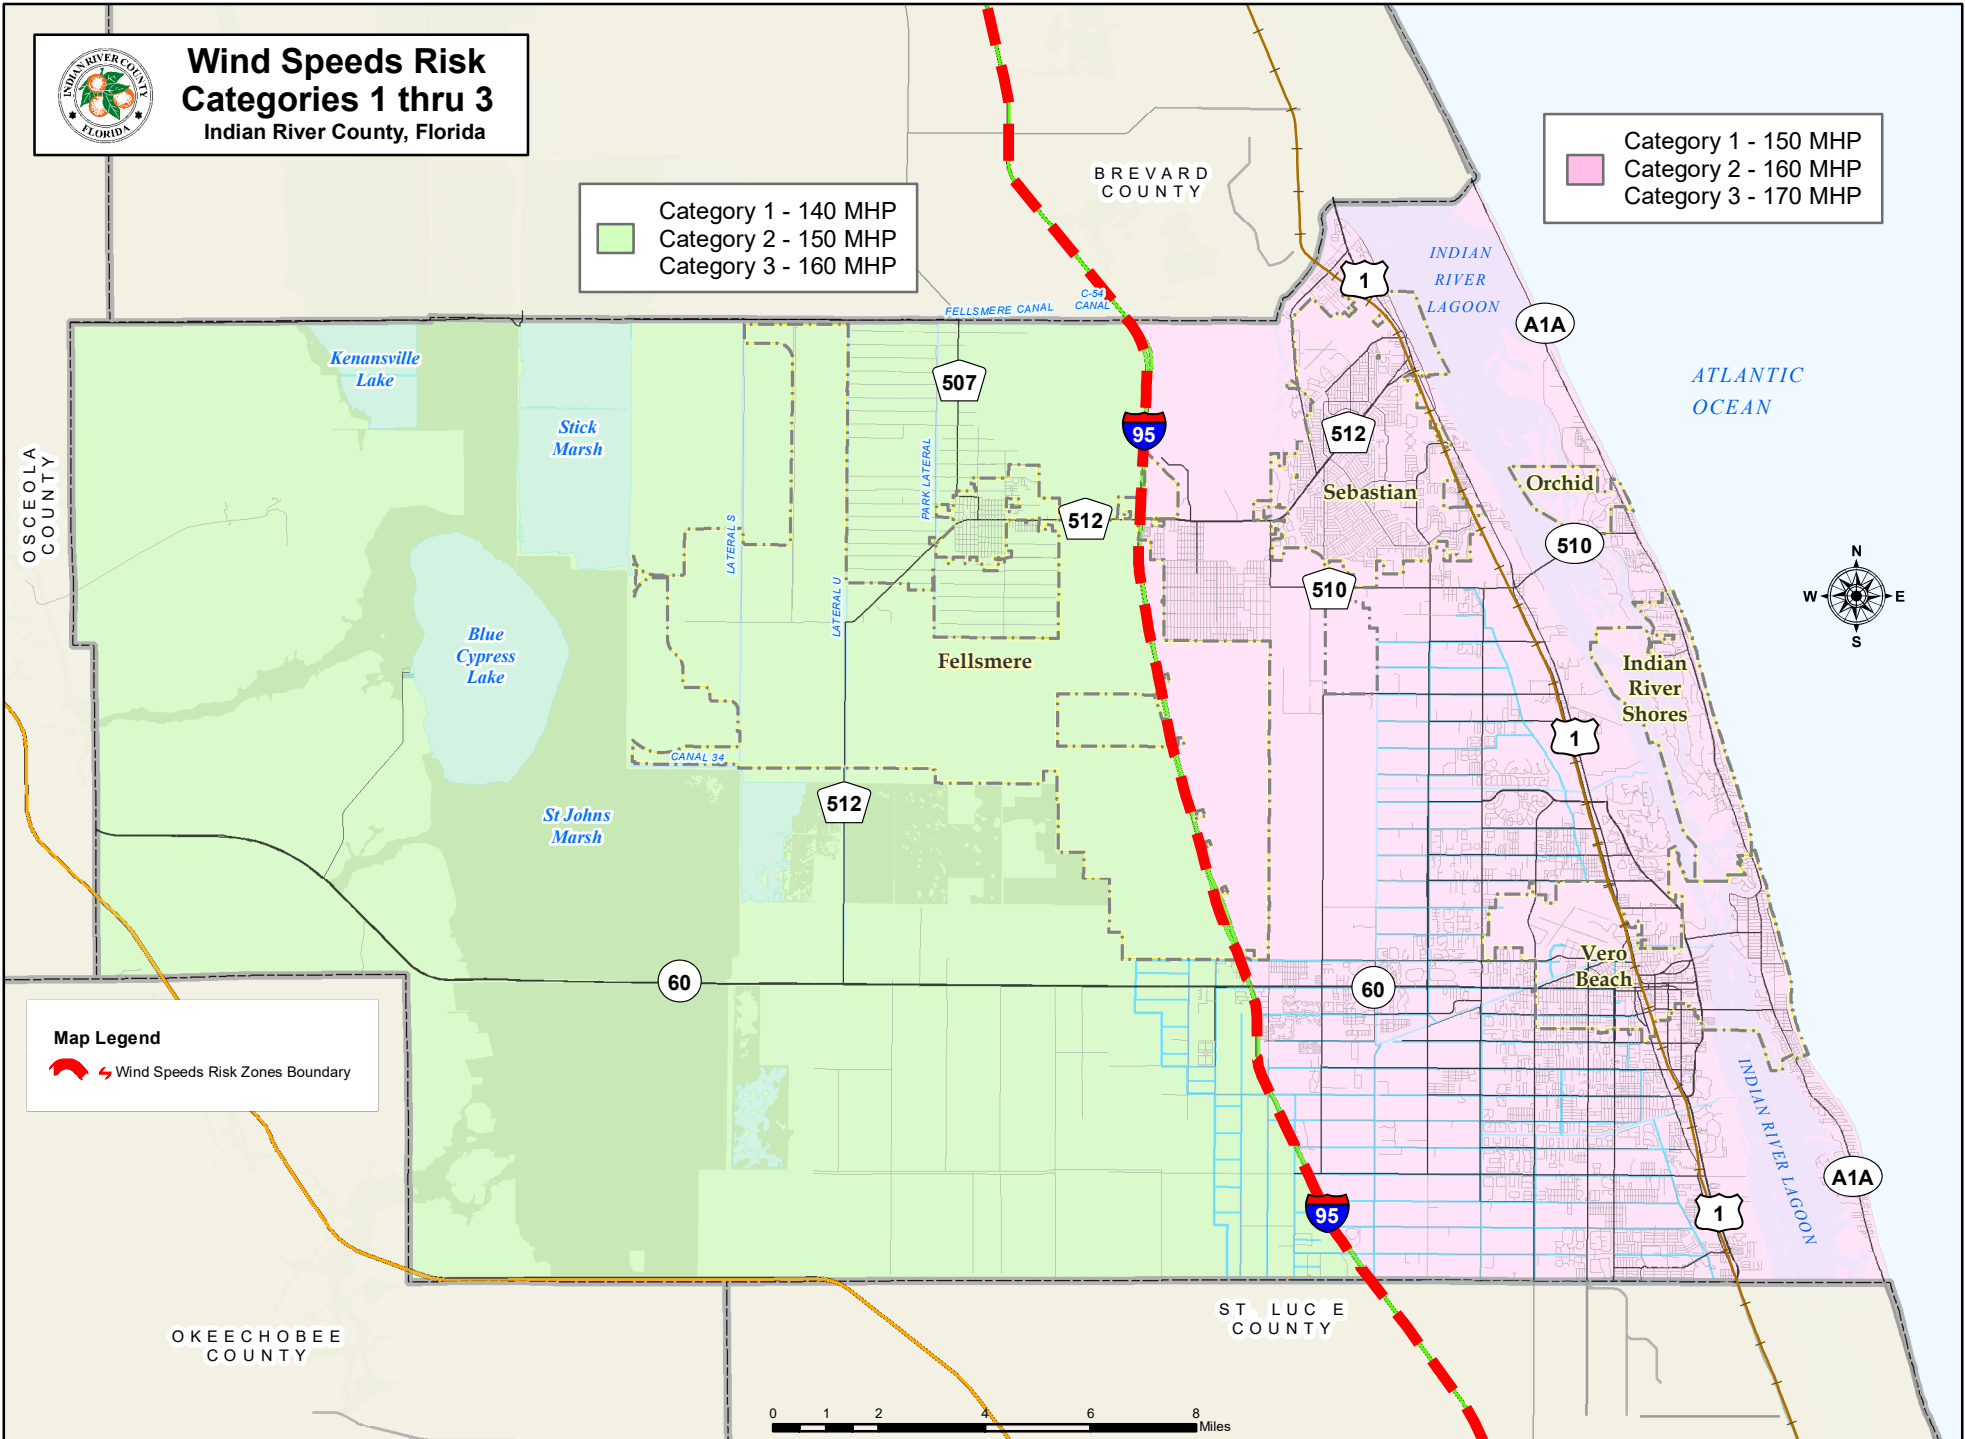 Wind Speeds Risk
Categories 1 thru 3
Indian River County, Florida
INDIAN RIVER COUNTY
FLORIDA
Category 1 - 140 MHP
Category 2 - 150 MHP
Category 3 - 160 MHP
Category 1 - 150 MHP
Category 2 - 160 MHP
Category 3 - 170 MHP
BREVARD
COUNTY
INDIAN
RIVER
LAGOON
1
A1A
ATLANTIC
OCEAN
C-54
CANAL
FELLSMERE CANAL
Kenansville
Lake
Stick
Marsh
507
95
512
Sebastian
Orchid
510
OSCEOLA
COUNTY
PARK LATERAL
LATERAL S
LATERAL U
512
510
N
W
E
S
Blue
Cypress
Lake
Fellsmere
Indian
River
Shores
1
CANAL 34
512
St Johns
Marsh
60
60
Vero
Beach
Map Legend
Wind Speeds Risk Zones Boundary
INDIAN RIVER LAGOON
A1A
95
1
OKEECHOBEE
COUNTY
ST LUC E
COUNTY
0 1 2 4 6 8
Miles